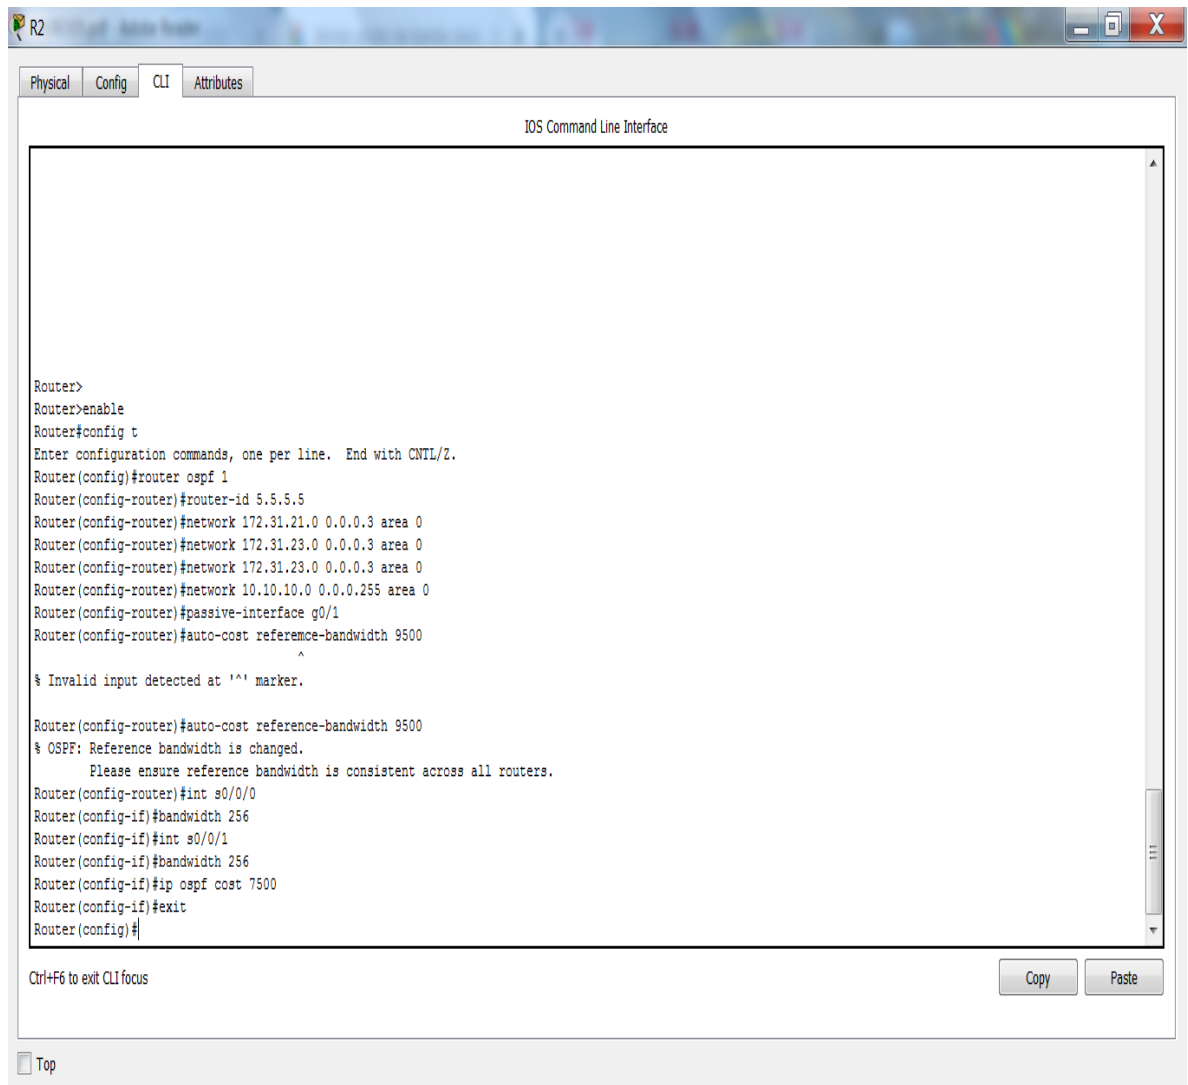 R2
Physical Config CLI Attributes
IOS Command Line Interface
Router>
Router>enable
Router#config t
Enter configuration commands, one per line.  End with CNTL/Z.
Router(config)#router ospf 1
Router(config-router)#router-id 5.5.5.5
Router(config-router)#network 172.31.21.0 0.0.0.3 area 0
Router(config-router)#network 172.31.23.0 0.0.0.3 area 0
Router(config-router)#network 172.31.23.0 0.0.0.3 area 0
Router(config-router)#network 10.10.10.0 0.0.0.255 area 0
Router(config-router)#passive-interface g0/1
Router(config-router)#auto-cost referemce-bandwidth 9500
^
% Invalid input detected at '^' marker.
Router(config-router)#auto-cost reference-bandwidth 9500
% OSPF: Reference bandwidth is changed.
Please ensure reference bandwidth is consistent across all routers.
Router(config-router)#int s0/0/0
Router(config-if)#bandwidth 256
Router(config-if)#int s0/0/1
Router(config-if)#bandwidth 256
Router(config-if)#ip ospf cost 7500
Router(config-if)#exit
Router(config)#
Ctrl+F6 to exit CLI focus
Copy Paste
Top